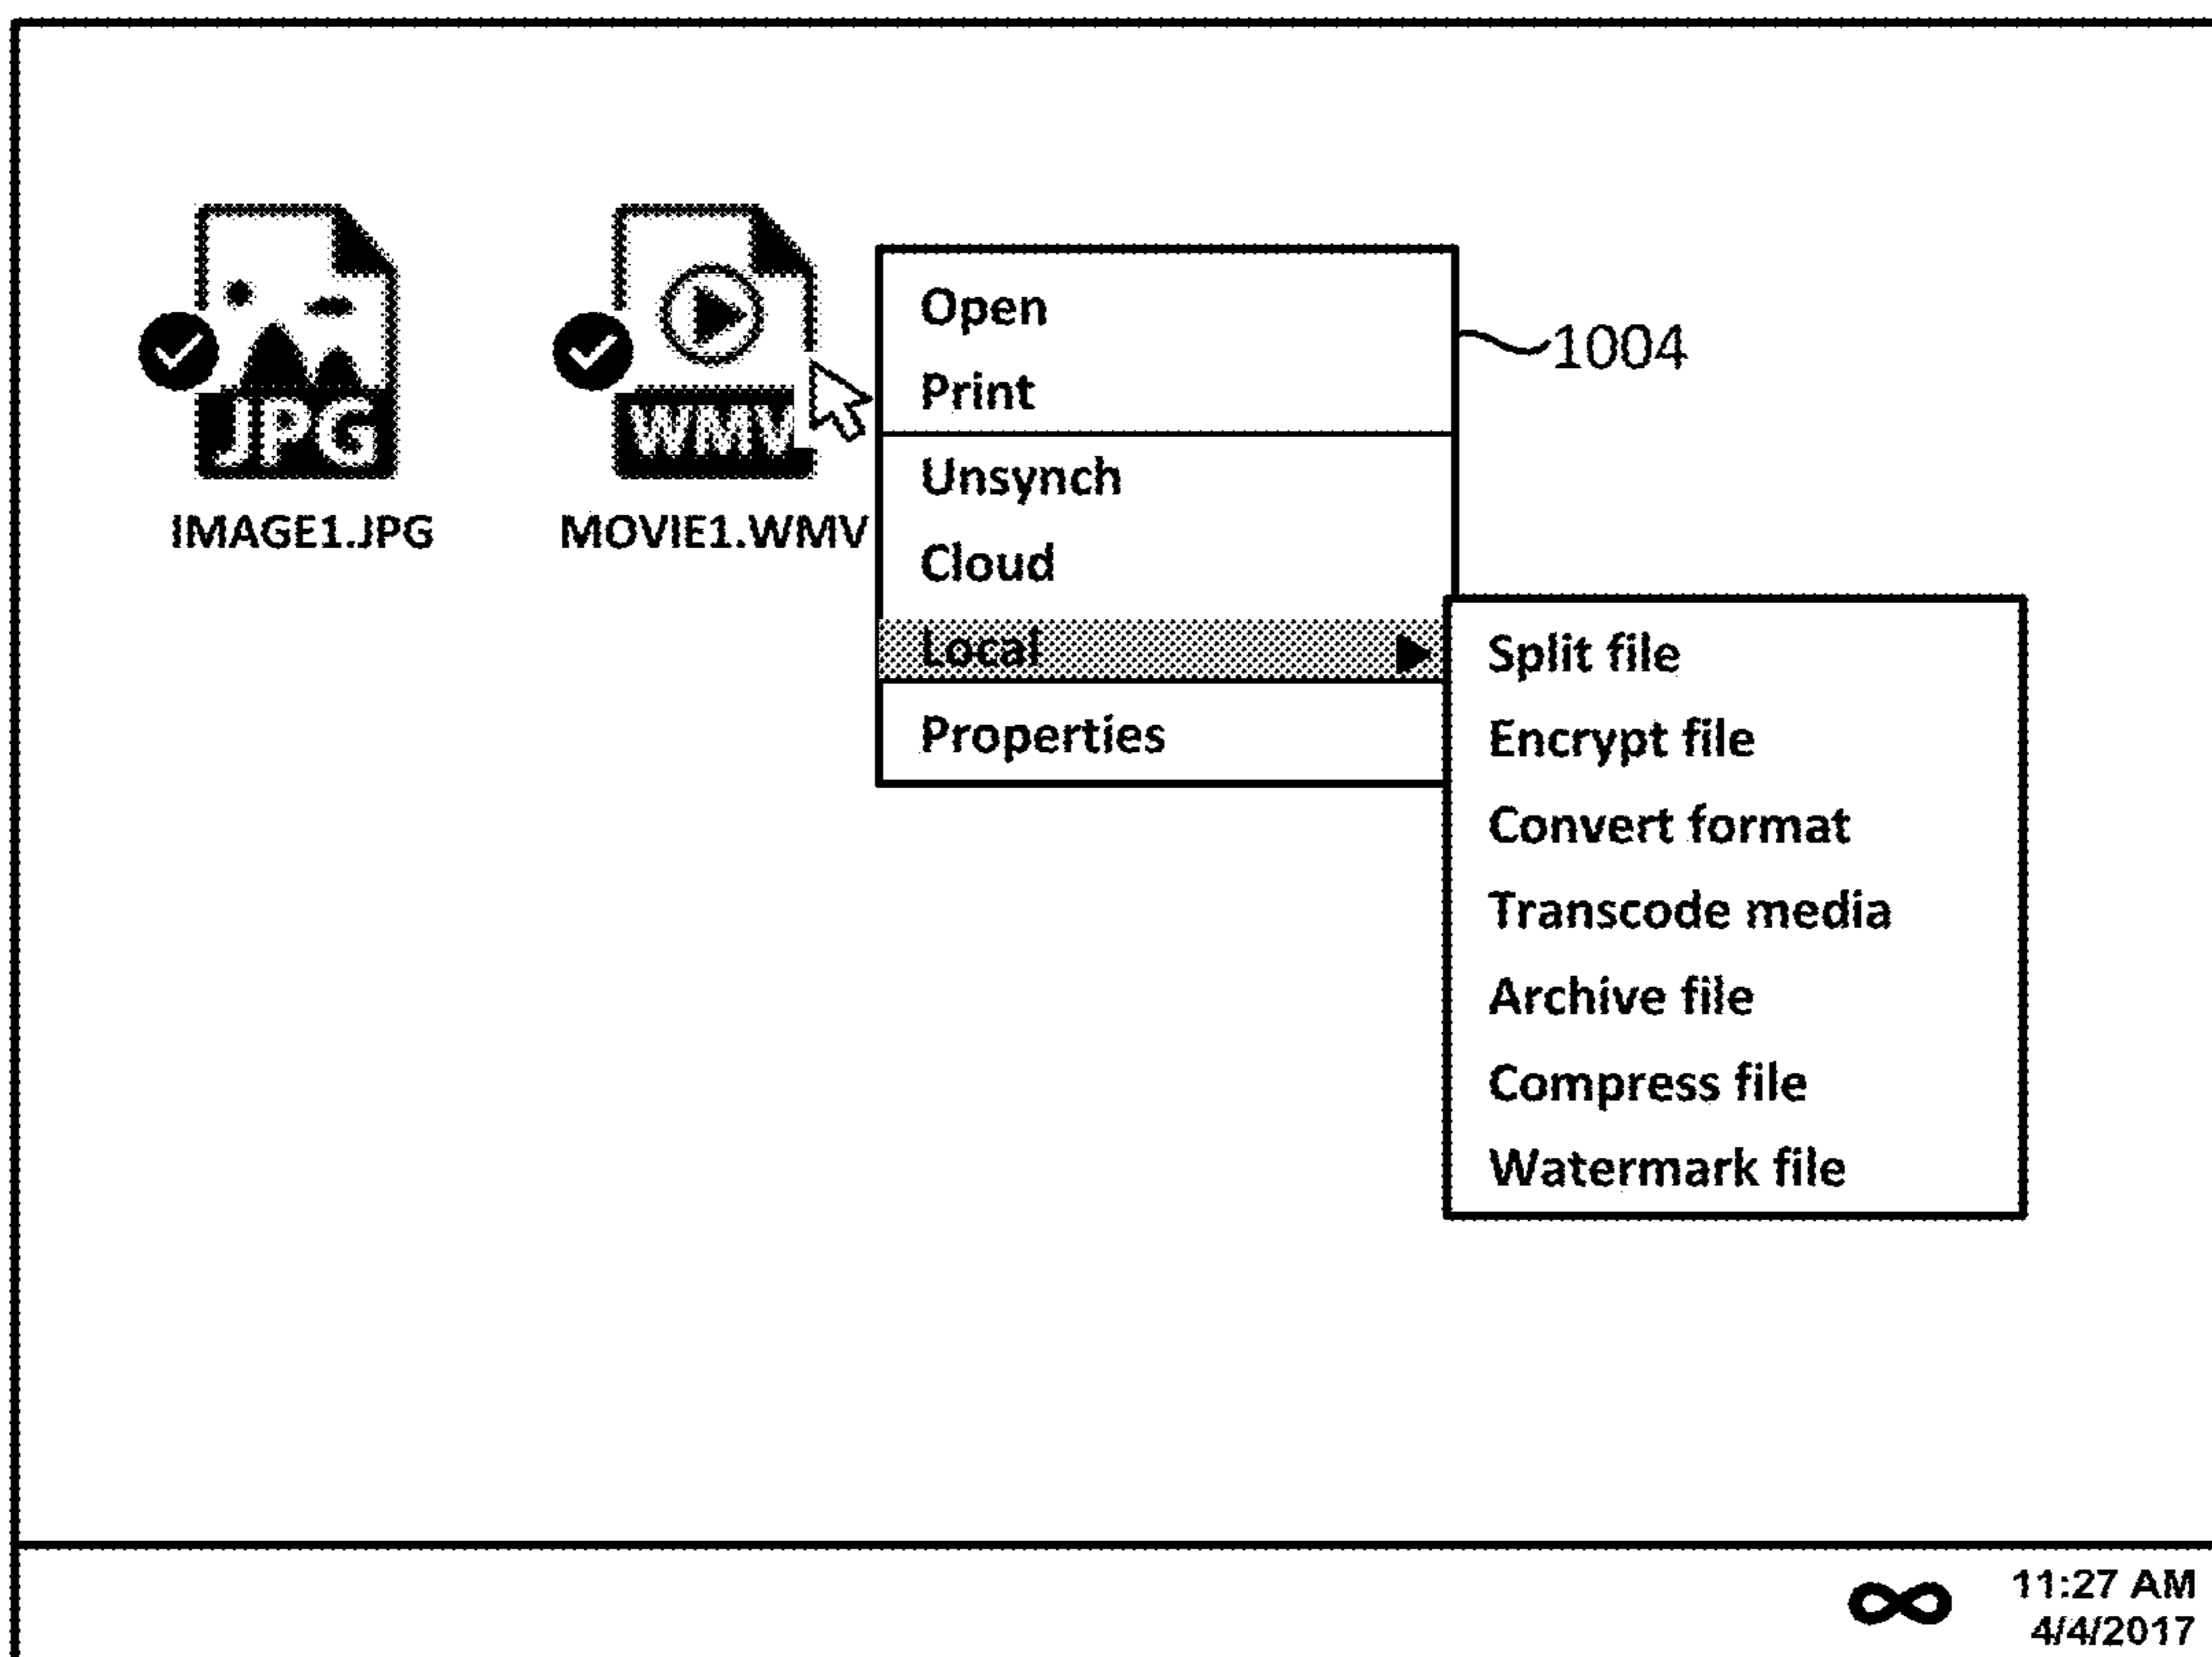 JPG
IMAGE1.JPG
WMV
MOVIE1.WMV
Open
Print
Unsynch
Cloud
Local
Properties
1004
Split file
Encrypt file
Convert format
Transcode media
Archive file
Compress file
Watermark file
11:27 AM
4/4/2017